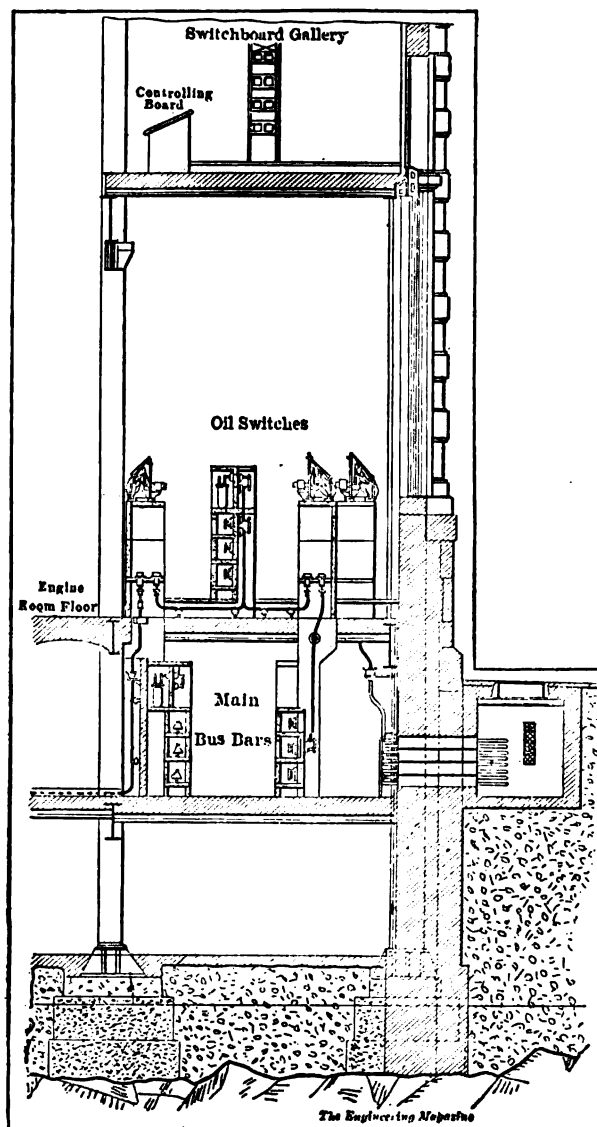 Switchboard Gallery
Controlling
Board
Oil Switches
Engine
Room Floor
Main
Bus Bars
The Engineering Magazine